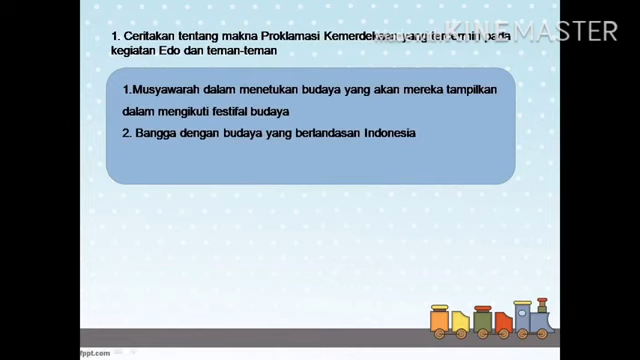 KINEMASTER
1. Ceritakan tentang makna Proklamasi Kemerdekaan yang tercermin pada
kegiatan Edo dan teman-teman
1.Musyawarah dalam menetukan budaya yang akan mereka tampilkan
dalam mengikuti festifal budaya
2. Bangga dengan budaya yang berlandasan Indonesia
fppt.com